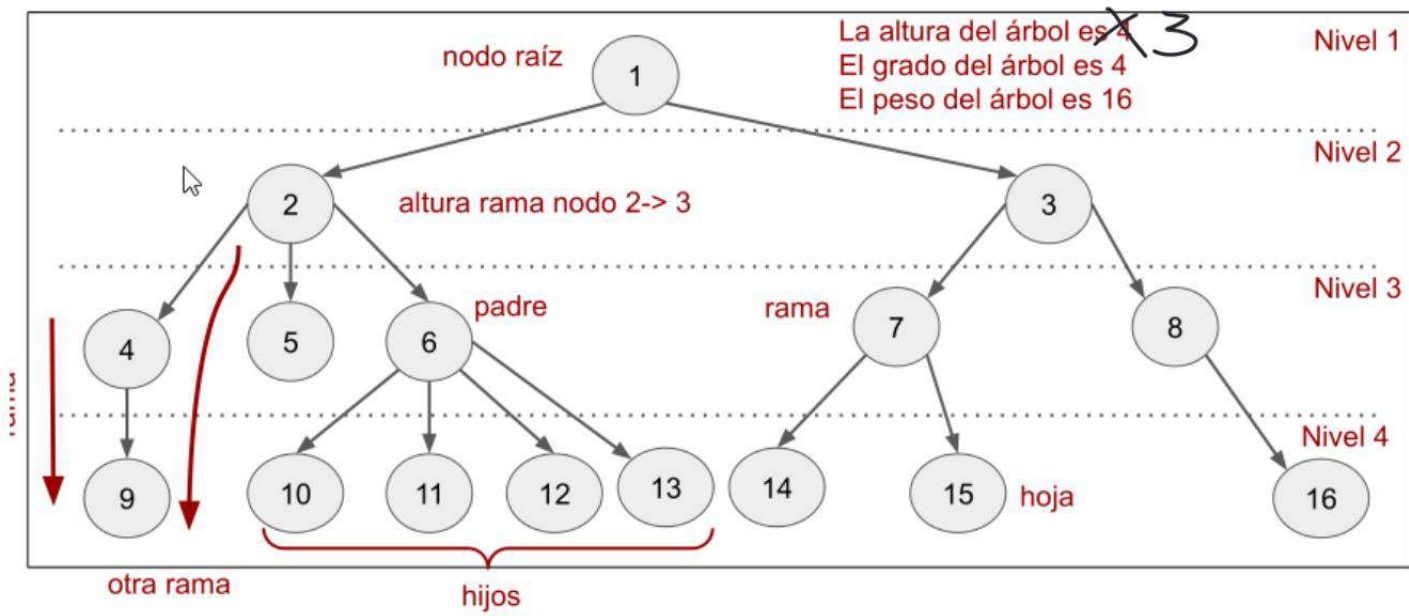 La altura del árbol es 4 3
nodo raíz
El grado del árbol es 4
El peso del árbol es 16
Nivel 1
1
Nivel 2
2
altura rama nodo 2-> 3
3
Nivel 3
padre
rama
4
5
6
7
8
rama
Nivel 4
9
10
11
12
13
14
15
hoja
16
otra rama
hijos